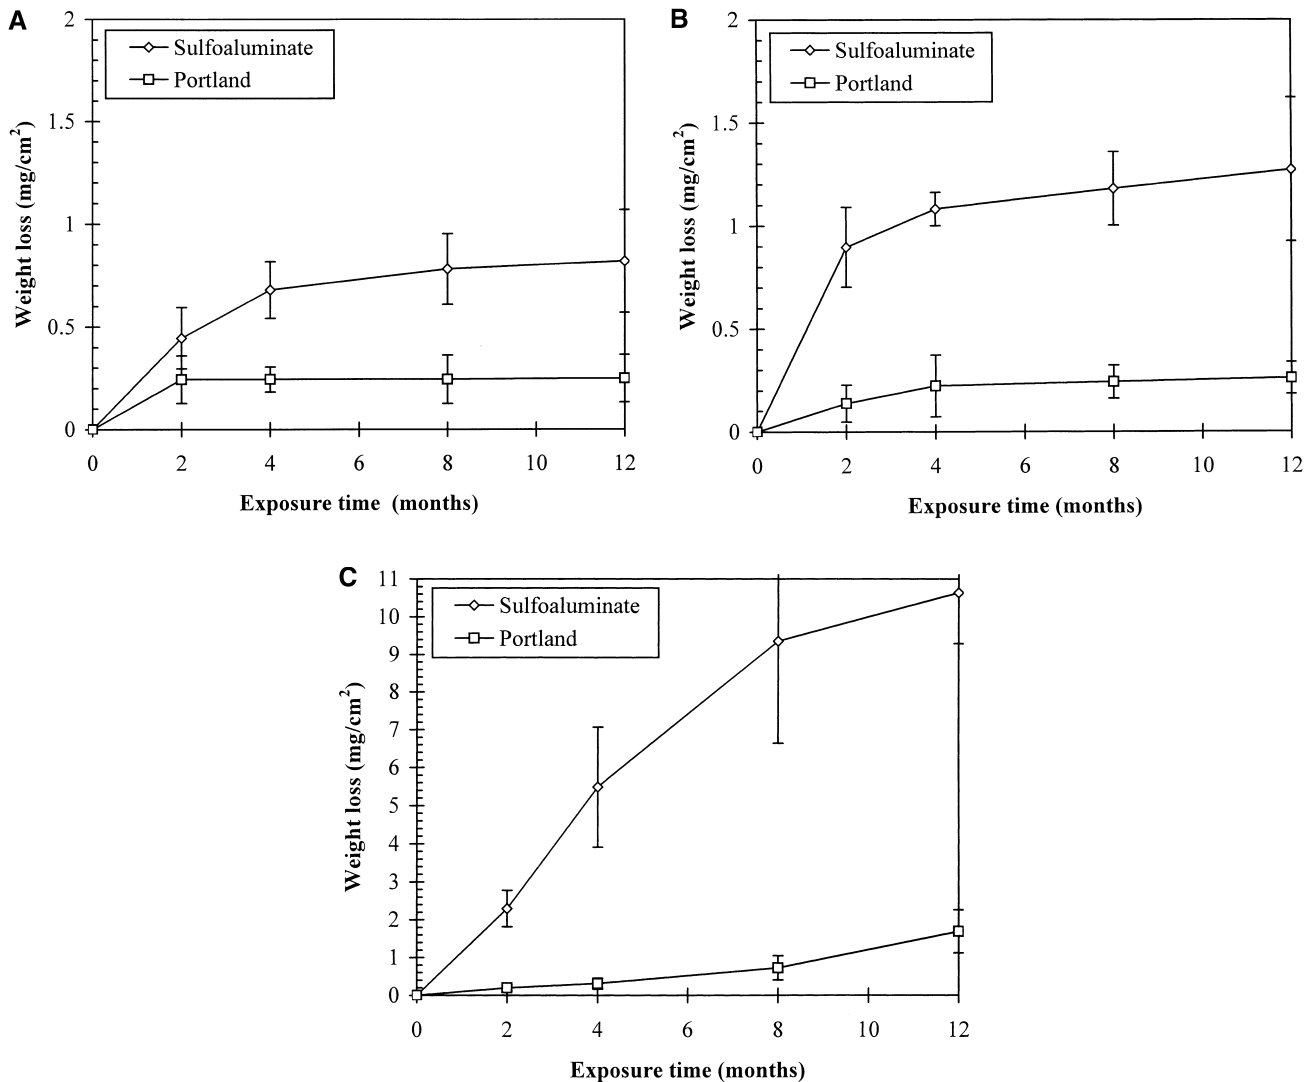 A
2
1.5
1
0.5
0
Weight loss (mg/cm²)
Sulfoaluminate
Portland
0 2 4 6 8 10 12
Exposure time (months)
B
2
1.5
1
0.5
0
Weight loss (mg/cm²)
Sulfoaluminate
Portland
0 2 4 6 8 10 12
Exposure time (months)
C
11
10
9
8
7
6
5
4
3
2
1
0
Weight loss (mg/cm²)
Sulfoaluminate
Portland
0 2 4 6 8 10 12
Exposure time (months)